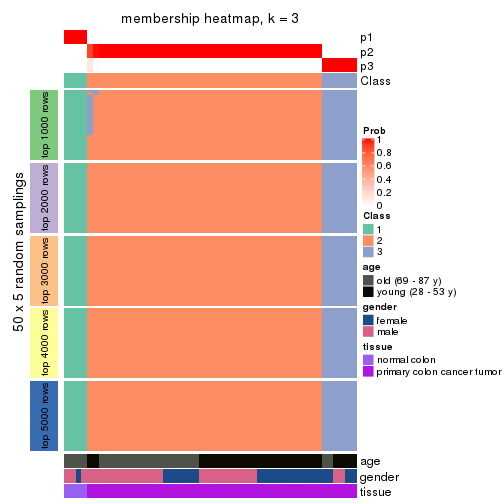 membership heatmap, k = 3
p1
p2
p3
Class
50 x 5 random samplings
top 1000 rows
top 2000 rows
top 3000 rows
top 4000 rows
top 5000 rows
Prob
1
0.8
0.6
0.4
0.2
0
Class
1
2
3
age
old (69 - 87 y)
young (28 - 53 y)
gender
female
male
tissue
normal colon
primary colon cancer tumor
age
gender
tissue